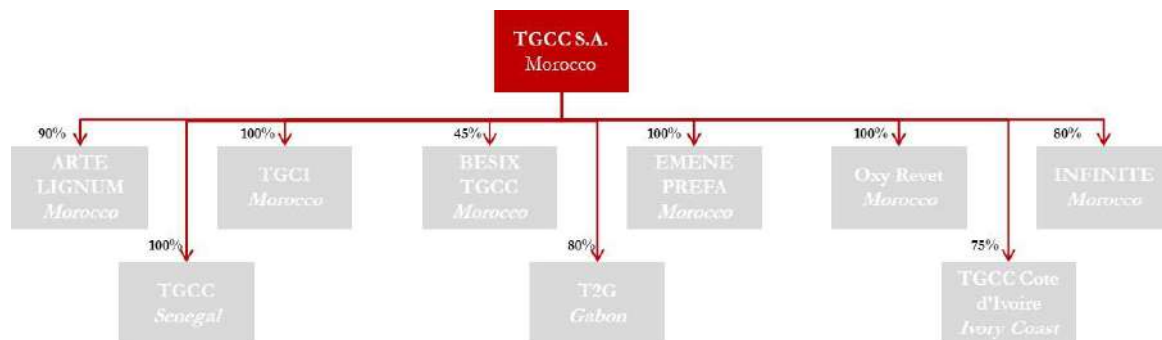 TGCC S.A.
Morocco
90%
100%
45%
100%
100%
80%
ARTE
LIGNUM
Morocco
TGCI
Morocco
BESIX
TGCC
Morocco
EMENE
PREFA
Morocco
Oxy Revet
Morocco
INFINITE
Morocco
100%
80%
75%
TGCC
Senegal
T2G
Gabon
TGCC Cote
d'Ivoire
Ivory Coast